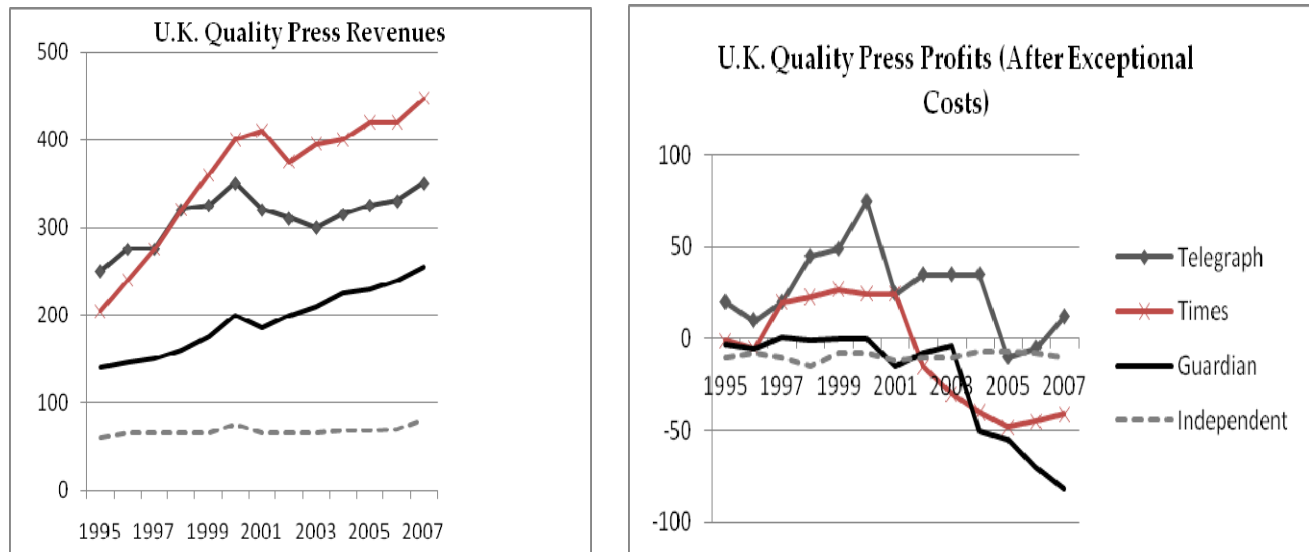 U.K. Quality Press Revenues
500
400
300
200
100
0
1995 1997 1999 2001 2003 2005 2007
U.K. Quality Press Profits (After Exceptional
Costs)
100
50
0
-50
-100
1995 1997 1999 2001 2003 2005 2007
Telegraph
Times
Guardian
Independent